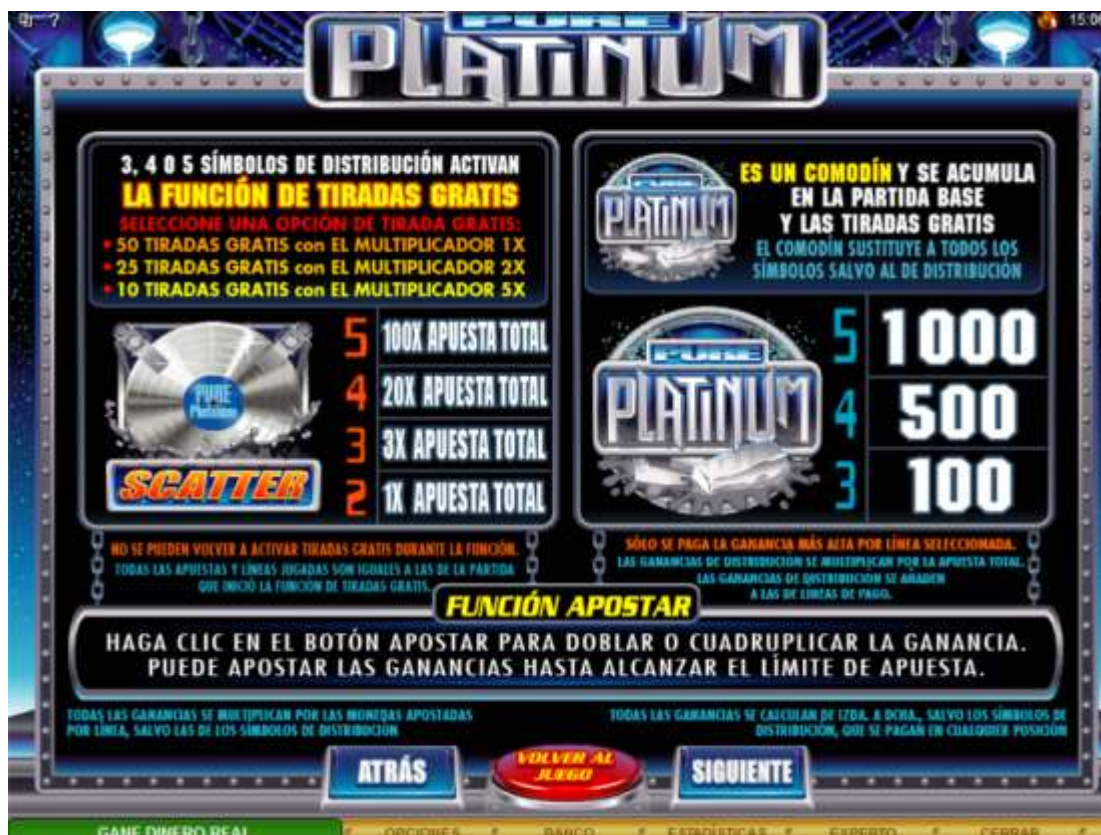 ?
15:06
PURE
PLATINUM
3, 4 O 5 SÍMBOLOS DE DISTRIBUCIÓN ACTIVAN
LA FUNCIÓN DE TIRADAS GRATIS
SELECCIONE UNA OPCIÓN DE TIRADA GRATIS:
• 50 TIRADAS GRATIS con EL MULTIPLICADOR 1X
• 25 TIRADAS GRATIS con EL MULTIPLICADOR 2X
• 10 TIRADAS GRATIS con EL MULTIPLICADOR 5X
PURE
Platinum
SCATTER
5 100X APUESTA TOTAL
4 20X APUESTA TOTAL
3 3X APUESTA TOTAL
2 1X APUESTA TOTAL
PURE
PLATINUM
ES UN COMODÍN Y SE ACUMULA
EN LA PARTIDA BASE
Y LAS TIRADAS GRATIS
EL COMODÍN SUSTITUYE A TODOS LOS
SÍMBOLOS SALVO AL DE DISTRIBUCIÓN
PURE
PLATINUM
5 1000
4 500
3 100
NO SE PUEDEN VOLVER A ACTIVAR TIRADAS GRATIS DURANTE LA FUNCIÓN.
TODAS LAS APUESTAS Y LÍNEAS JUGADAS SON IGUALES A LAS DE LA PARTIDA
QUE INICIÓ LA FUNCIÓN DE TIRADAS GRATIS.
SÓLO SE PAGA LA GANANCIA MÁS ALTA POR LÍNEA SELECCIONADA.
LAS GANANCIAS DE DISTRIBUCIÓN SE MULTIPLICAN POR LA APUESTA TOTAL.
LAS GANANCIAS DE DISTRIBUCIÓN SE AÑADEN
A LAS DE LÍNEAS DE PAGO.
FUNCIÓN APOSTAR
HAGA CLIC EN EL BOTÓN APOSTAR PARA DOBLAR O CUADRUPLICAR LA GANANCIA.
PUEDE APOSTAR LAS GANANCIAS HASTA ALCANZAR EL LÍMITE DE APUESTA.
TODAS LAS GANANCIAS SE MULTIPLICAN POR LAS MONEDAS APOSTADAS
POR LÍNEA, SALVO LAS DE LOS SÍMBOLOS DE DISTRIBUCIÓN
TODAS LAS GANANCIAS SE CALCULAN DE IZDA. A DCHA., SALVO LOS SÍMBOLOS DE
DISTRIBUCIÓN, QUE SE PAGAN EN CUALQUIER POSICIÓN
ATRÁS
VOLVER AL
JUEGO
SIGUIENTE
GANE DINERO REAL
OPCIONES
BANCO
ESTADÍSTICAS
EXPERTO
CERRAR